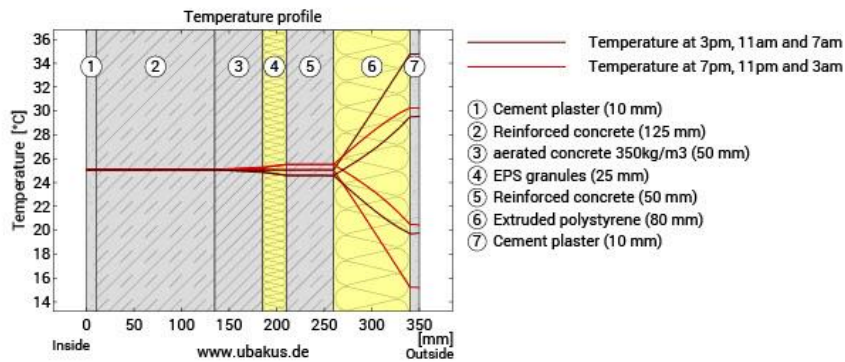 Temperature profile
Temperature [°C]
36
34
32
30
28
26
24
22
20
18
16
14
1 2 3 4 5 6 7
0 50 100 150 200 250 300 350
[mm]
Inside www.ubakus.de Outside
Temperature at 3pm, 11am and 7am
Temperature at 7pm, 11pm and 3am
1 Cement plaster (10 mm)
2 Reinforced concrete (125 mm)
3 aerated concrete 350kg/m3 (50 mm)
4 EPS granules (25 mm)
5 Reinforced concrete (50 mm)
6 Extruded polystyrene (80 mm)
7 Cement plaster (10 mm)